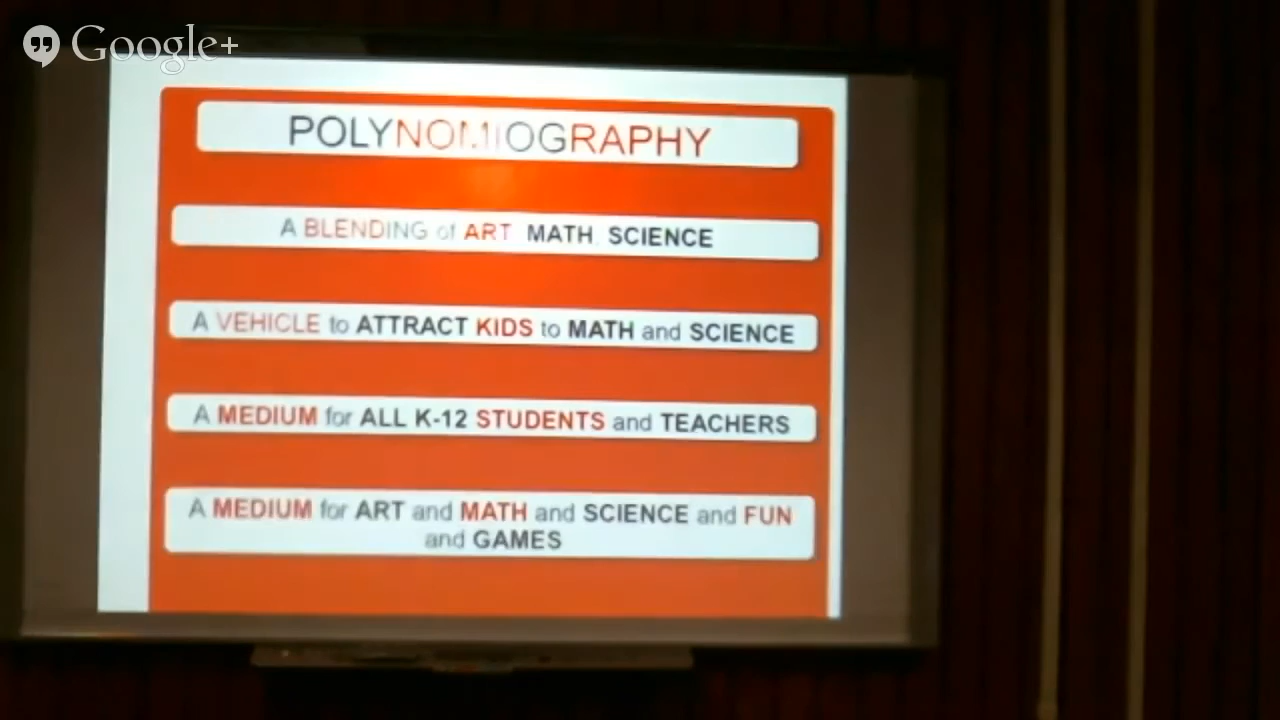 Google+
POLYNOMIOGRAPHY
A BLENDING of ART, MATH, SCIENCE
A VEHICLE to ATTRACT KIDS to MATH and SCIENCE
A MEDIUM for ALL K-12 STUDENTS and TEACHERS
A MEDIUM for ART and MATH and SCIENCE and FUN
and GAMES